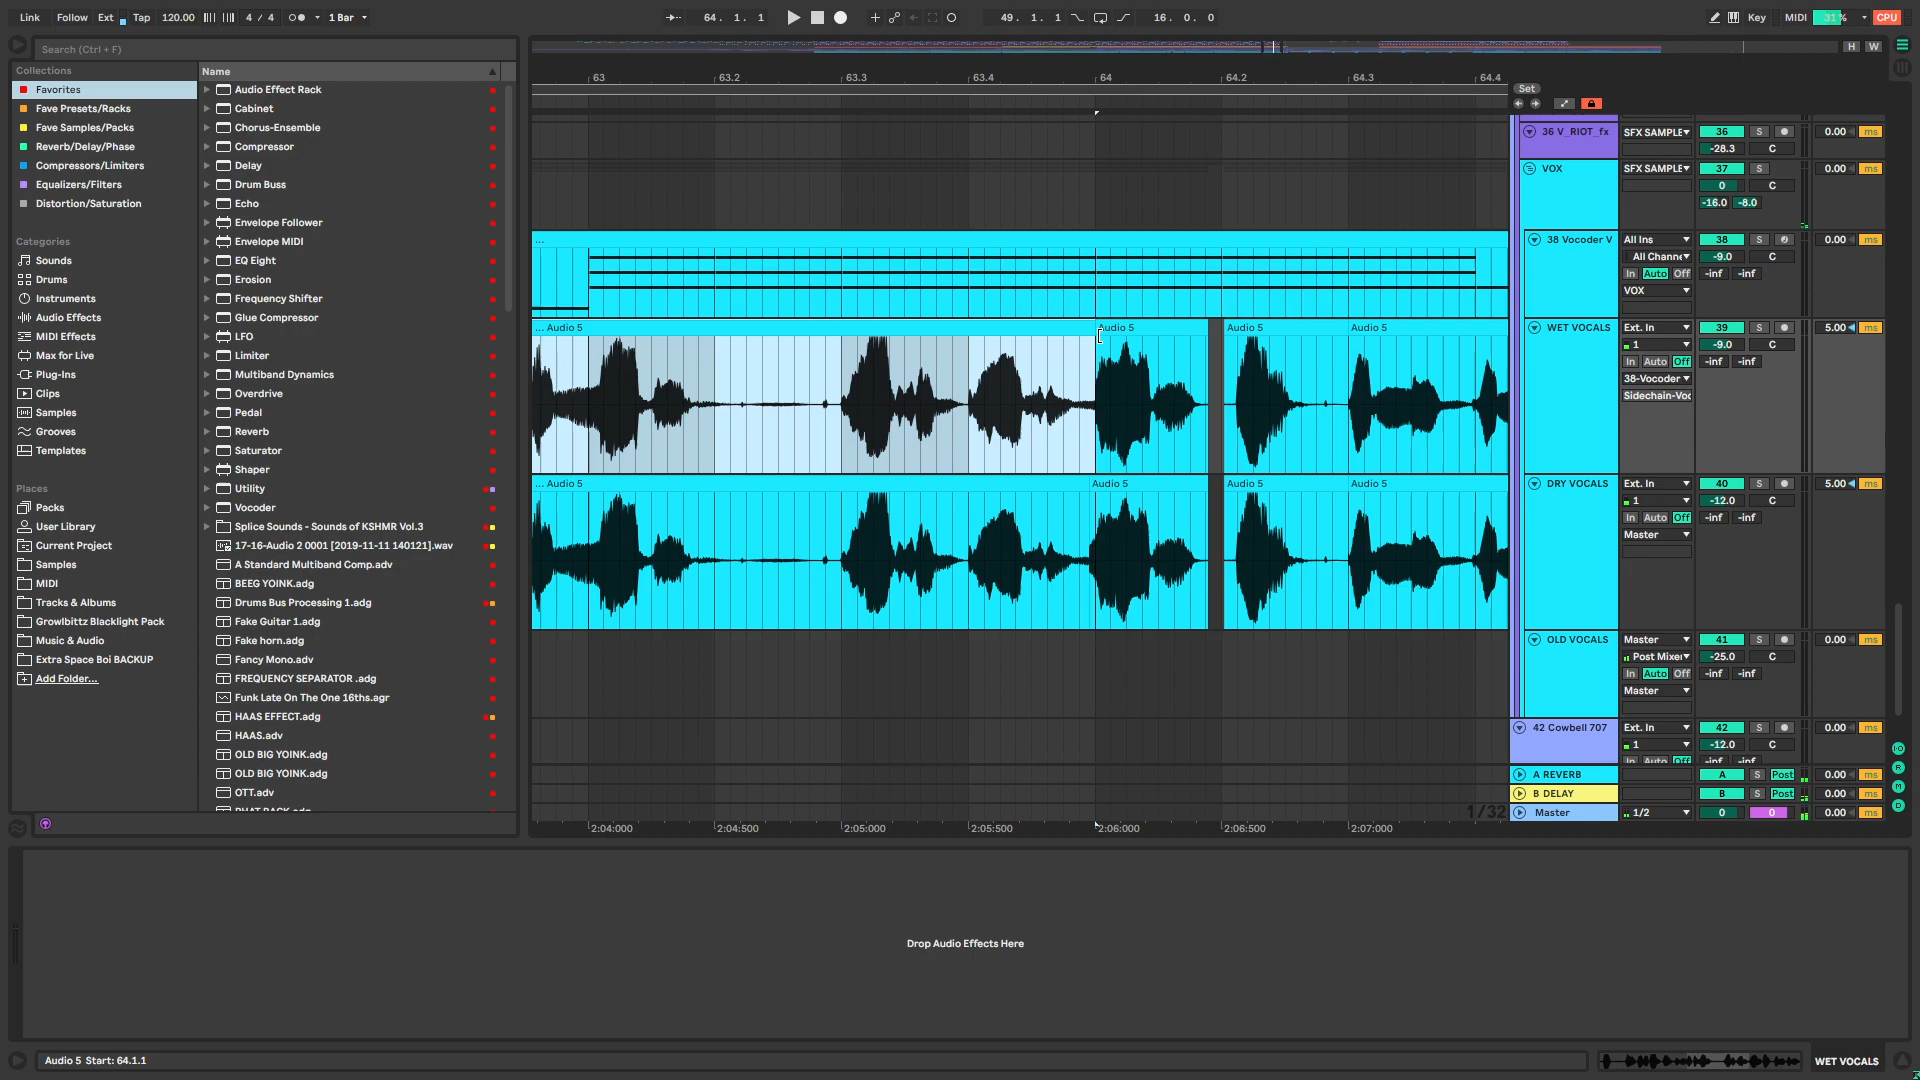 Link Follow Ext Tap 120.00 4 / 4 1 Bar 64. 1. 1 49. 1. 1 16. 0. 0 Key MIDI 31 % CPU
Search (Ctrl + F) H W
Collections Name
Favorites
Fave Presets/Racks
Fave Samples/Packs
Reverb/Delay/Phase
Compressors/Limiters
Equalizers/Filters
Distortion/Saturation
Categories
Sounds
Drums
Instruments
Audio Effects
MIDI Effects
Max for Live
Plug-Ins
Clips
Samples
Grooves
Templates
Places
Packs
User Library
Current Project
Samples
MIDI
Tracks & Albums
Growlbittz Blacklight Pack
Music & Audio
Extra Space Boi BACKUP
Add Folder...
Audio Effect Rack
Cabinet
Chorus-Ensemble
Compressor
Delay
Drum Buss
Echo
Envelope Follower
Envelope MIDI
EQ Eight
Erosion
Frequency Shifter
Glue Compressor
LFO
Limiter
Multiband Dynamics
Overdrive
Pedal
Reverb
Saturator
Shaper
Utility
Vocoder
Splice Sounds - Sounds of KSHMR Vol.3
17-16-Audio 2 0001 [2019-11-11 140121].wav
A Standard Multiband Comp.adv
BEEG YOINK.adg
Drums Bus Processing 1.adg
Fake Guitar 1.adg
Fake horn.adg
Fancy Mono.adv
FREQUENCY SEPARATOR .adg
Funk Late On The One 16ths.agr
HAAS EFFECT.adg
HAAS.adv
OLD BIG YOINK.adg
OLD BIG YOINK.adg
OTT.adv
63 63.2 63.3 63.4 64 64.2 64.3 64.4
Set
36 V_RIOT_fx SFX SAMPLE 36 S 0.00 ms
-28.3 C
VOX SFX SAMPLE 37 S 0.00 ms
0 C
-16.0 -8.0
... 38 Vocoder V All Ins 38 S 0.00 ms
All Channe -9.0 C
In Auto Off -inf -inf
VOX
... Audio 5 Audio 5 Audio 5 Audio 5 WET VOCALS Ext. In 39 S 5.00 ms
1 -9.0 C
In Auto Off -inf -inf
38-Vocoder
Sidechain-Voc
... Audio 5 Audio 5 Audio 5 Audio 5 DRY VOCALS Ext. In 40 S 5.00 ms
1 -12.0 C
In Auto Off -inf -inf
Master
OLD VOCALS Master 41 S 0.00 ms
Post Mixer -25.0 C
In Auto Off -inf -inf
Master
42 Cowbell 707 Ext. In 42 S 0.00 ms
1 -12.0 C
In Auto Off -inf -inf
A REVERB A S Post 0.00 ms
B DELAY B S Post 0.00 ms
1/32 Master 1/2 0 0 0.00 ms
2:04:000 2:04:500 2:05:000 2:05:500 2:06:000 2:06:500 2:07:000
IO
R
M
D
Drop Audio Effects Here
Audio 5 Start: 64.1.1 WET VOCALS